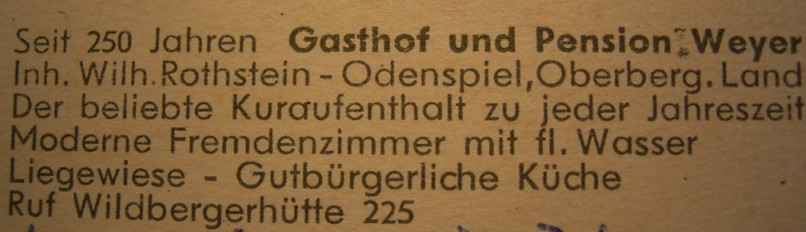 Seit 250 Jahren Gasthof und Pension Weyer
Inh. Wilh. Rothstein - Odenspiel, Oberberg. Land
Der beliebte Kuraufenthalt zu jeder Jahreszeit
Moderne Fremdenzimmer mit fl. Wasser
Liegewiese - Gutbürgerliche Küche
Ruf Wildbergerhütte 225